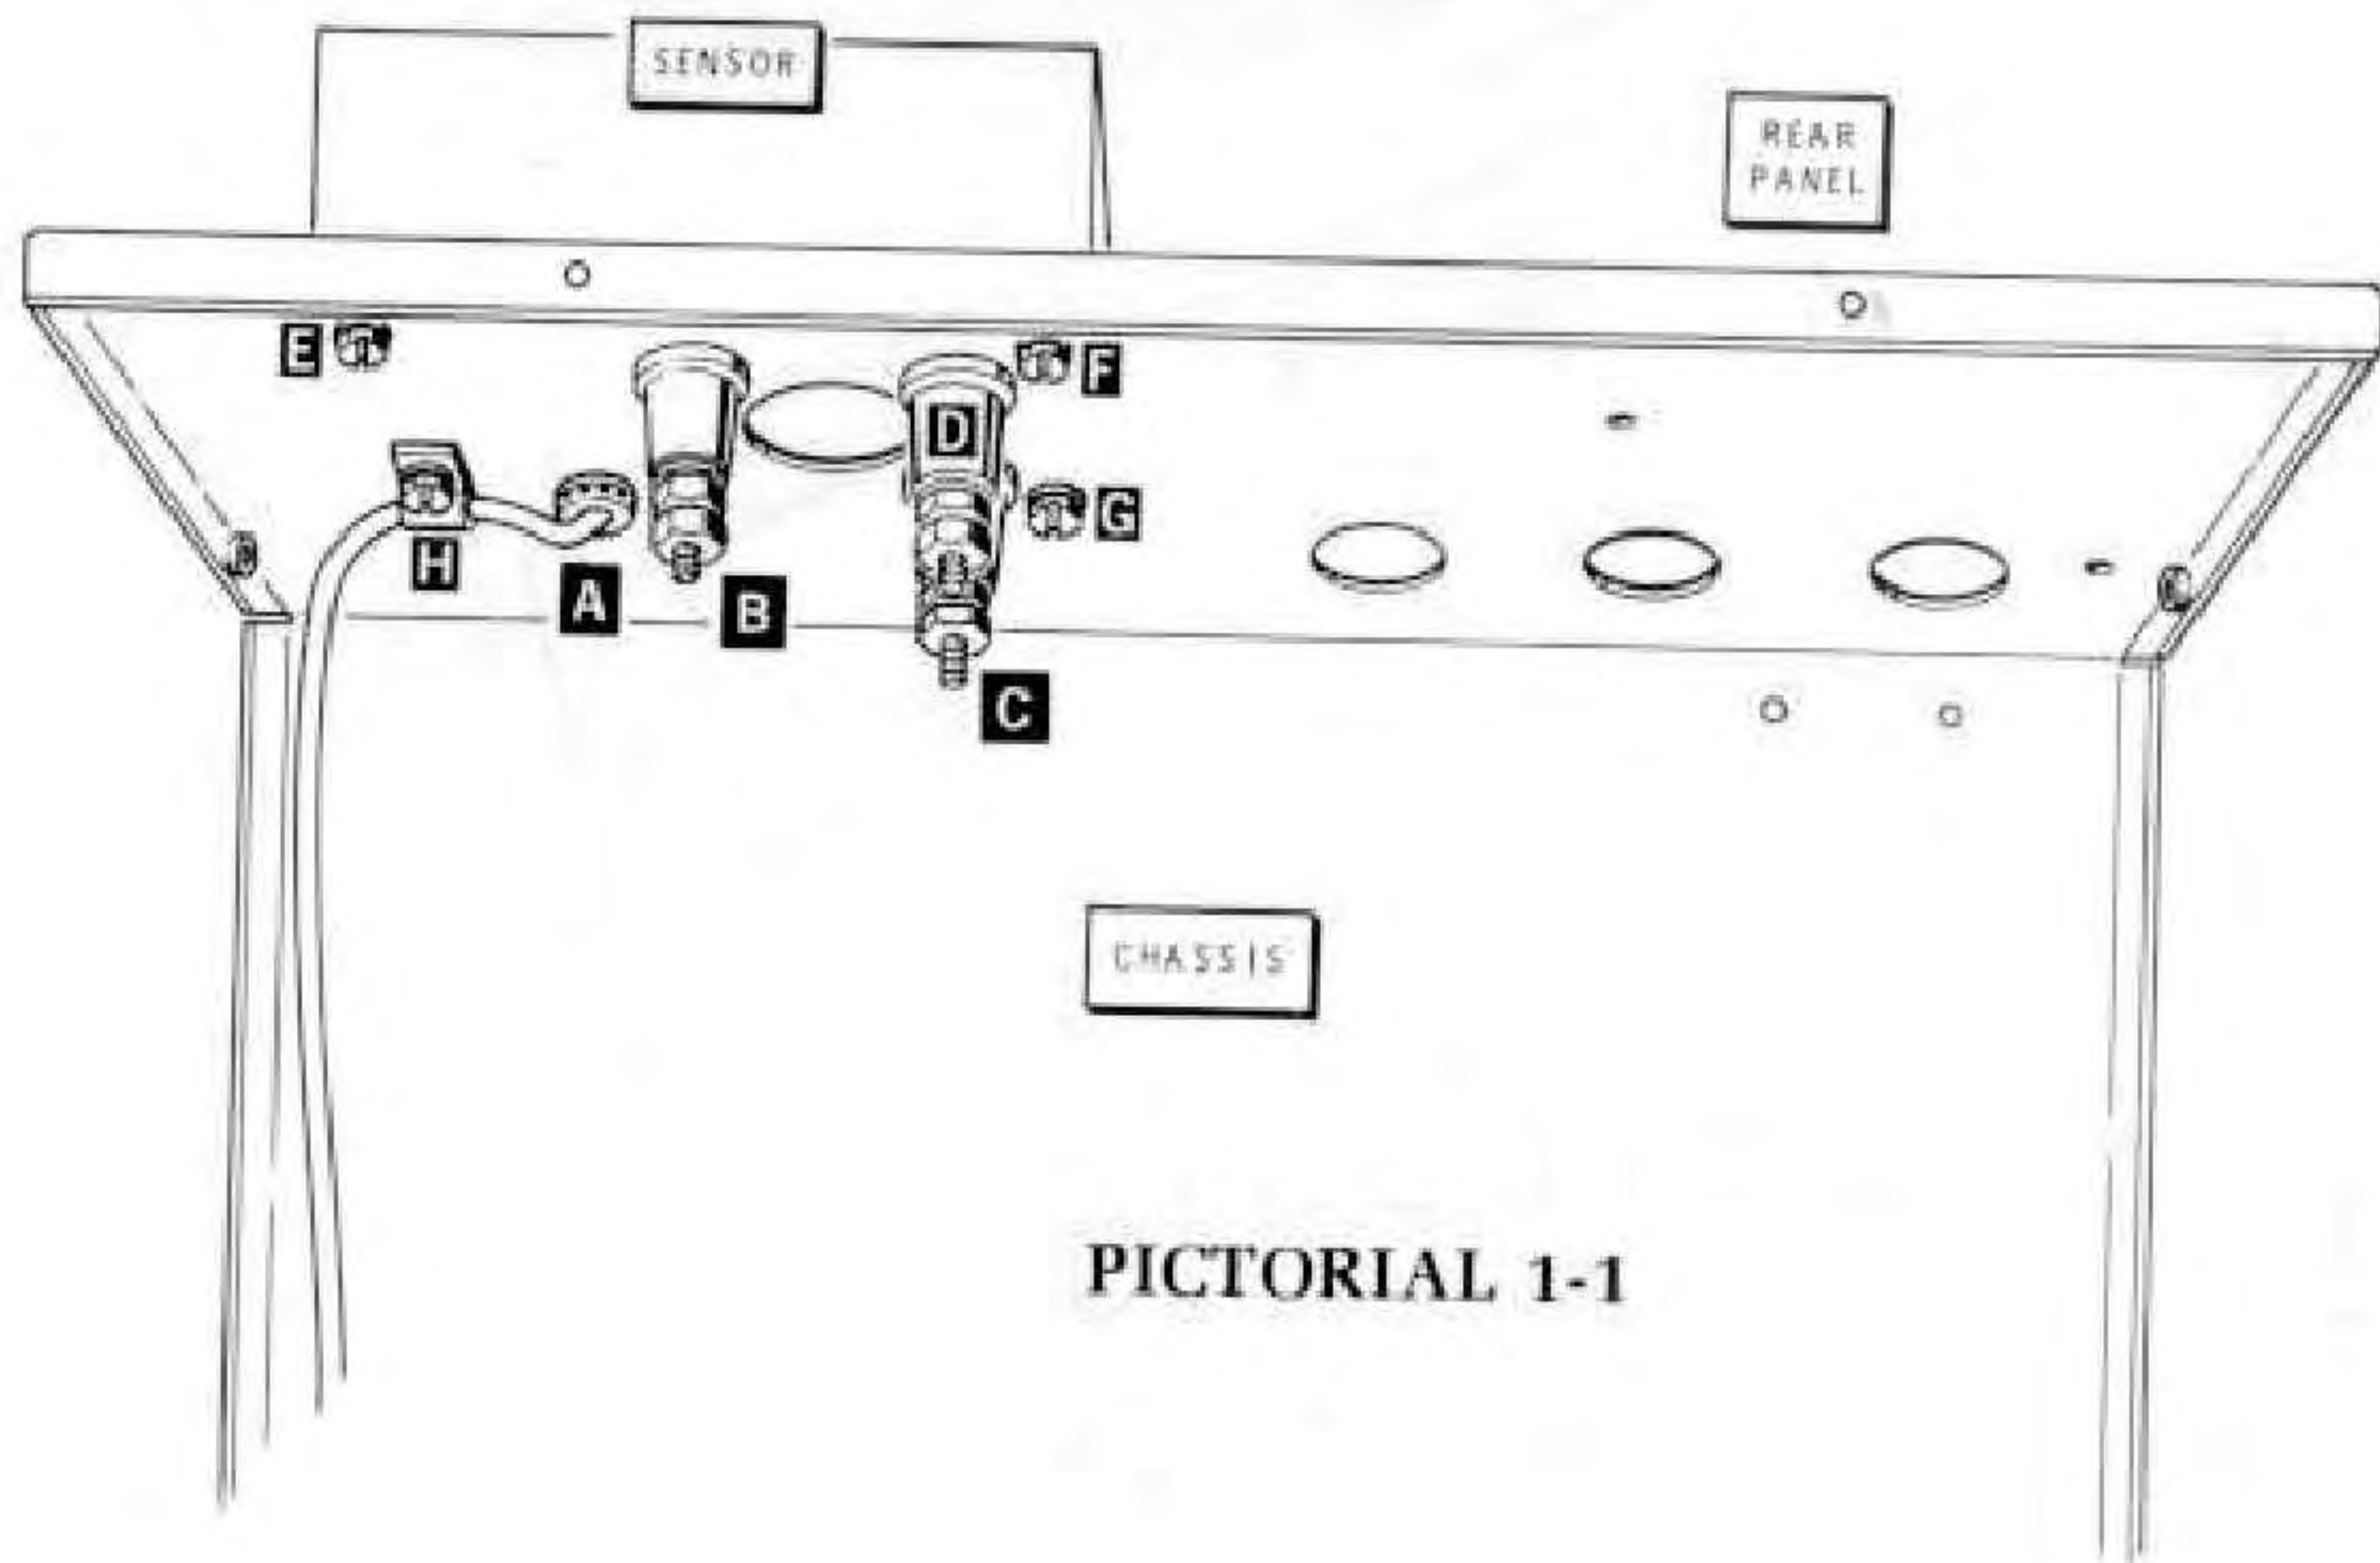 SENSOR
REAR
PANEL
E
F
D
G
H
A
B
C
CHASSIS
PICTORIAL 1-1